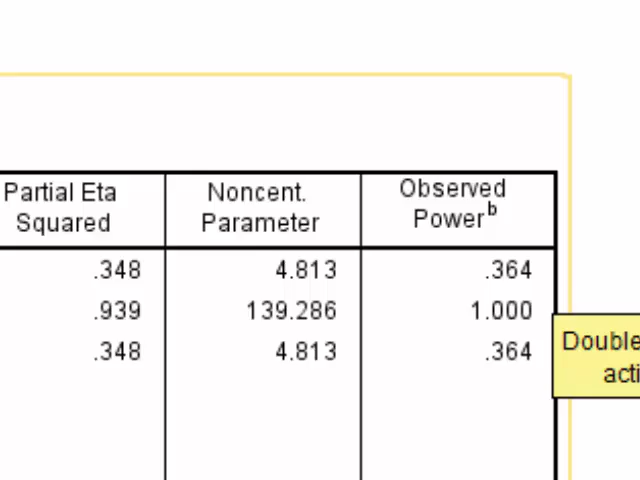 Partial Eta Squared
Noncent. Parameter
Observed Power b
.348 4.813 .364
.939 139.286 1.000
.348 4.813 .364
Double
acti